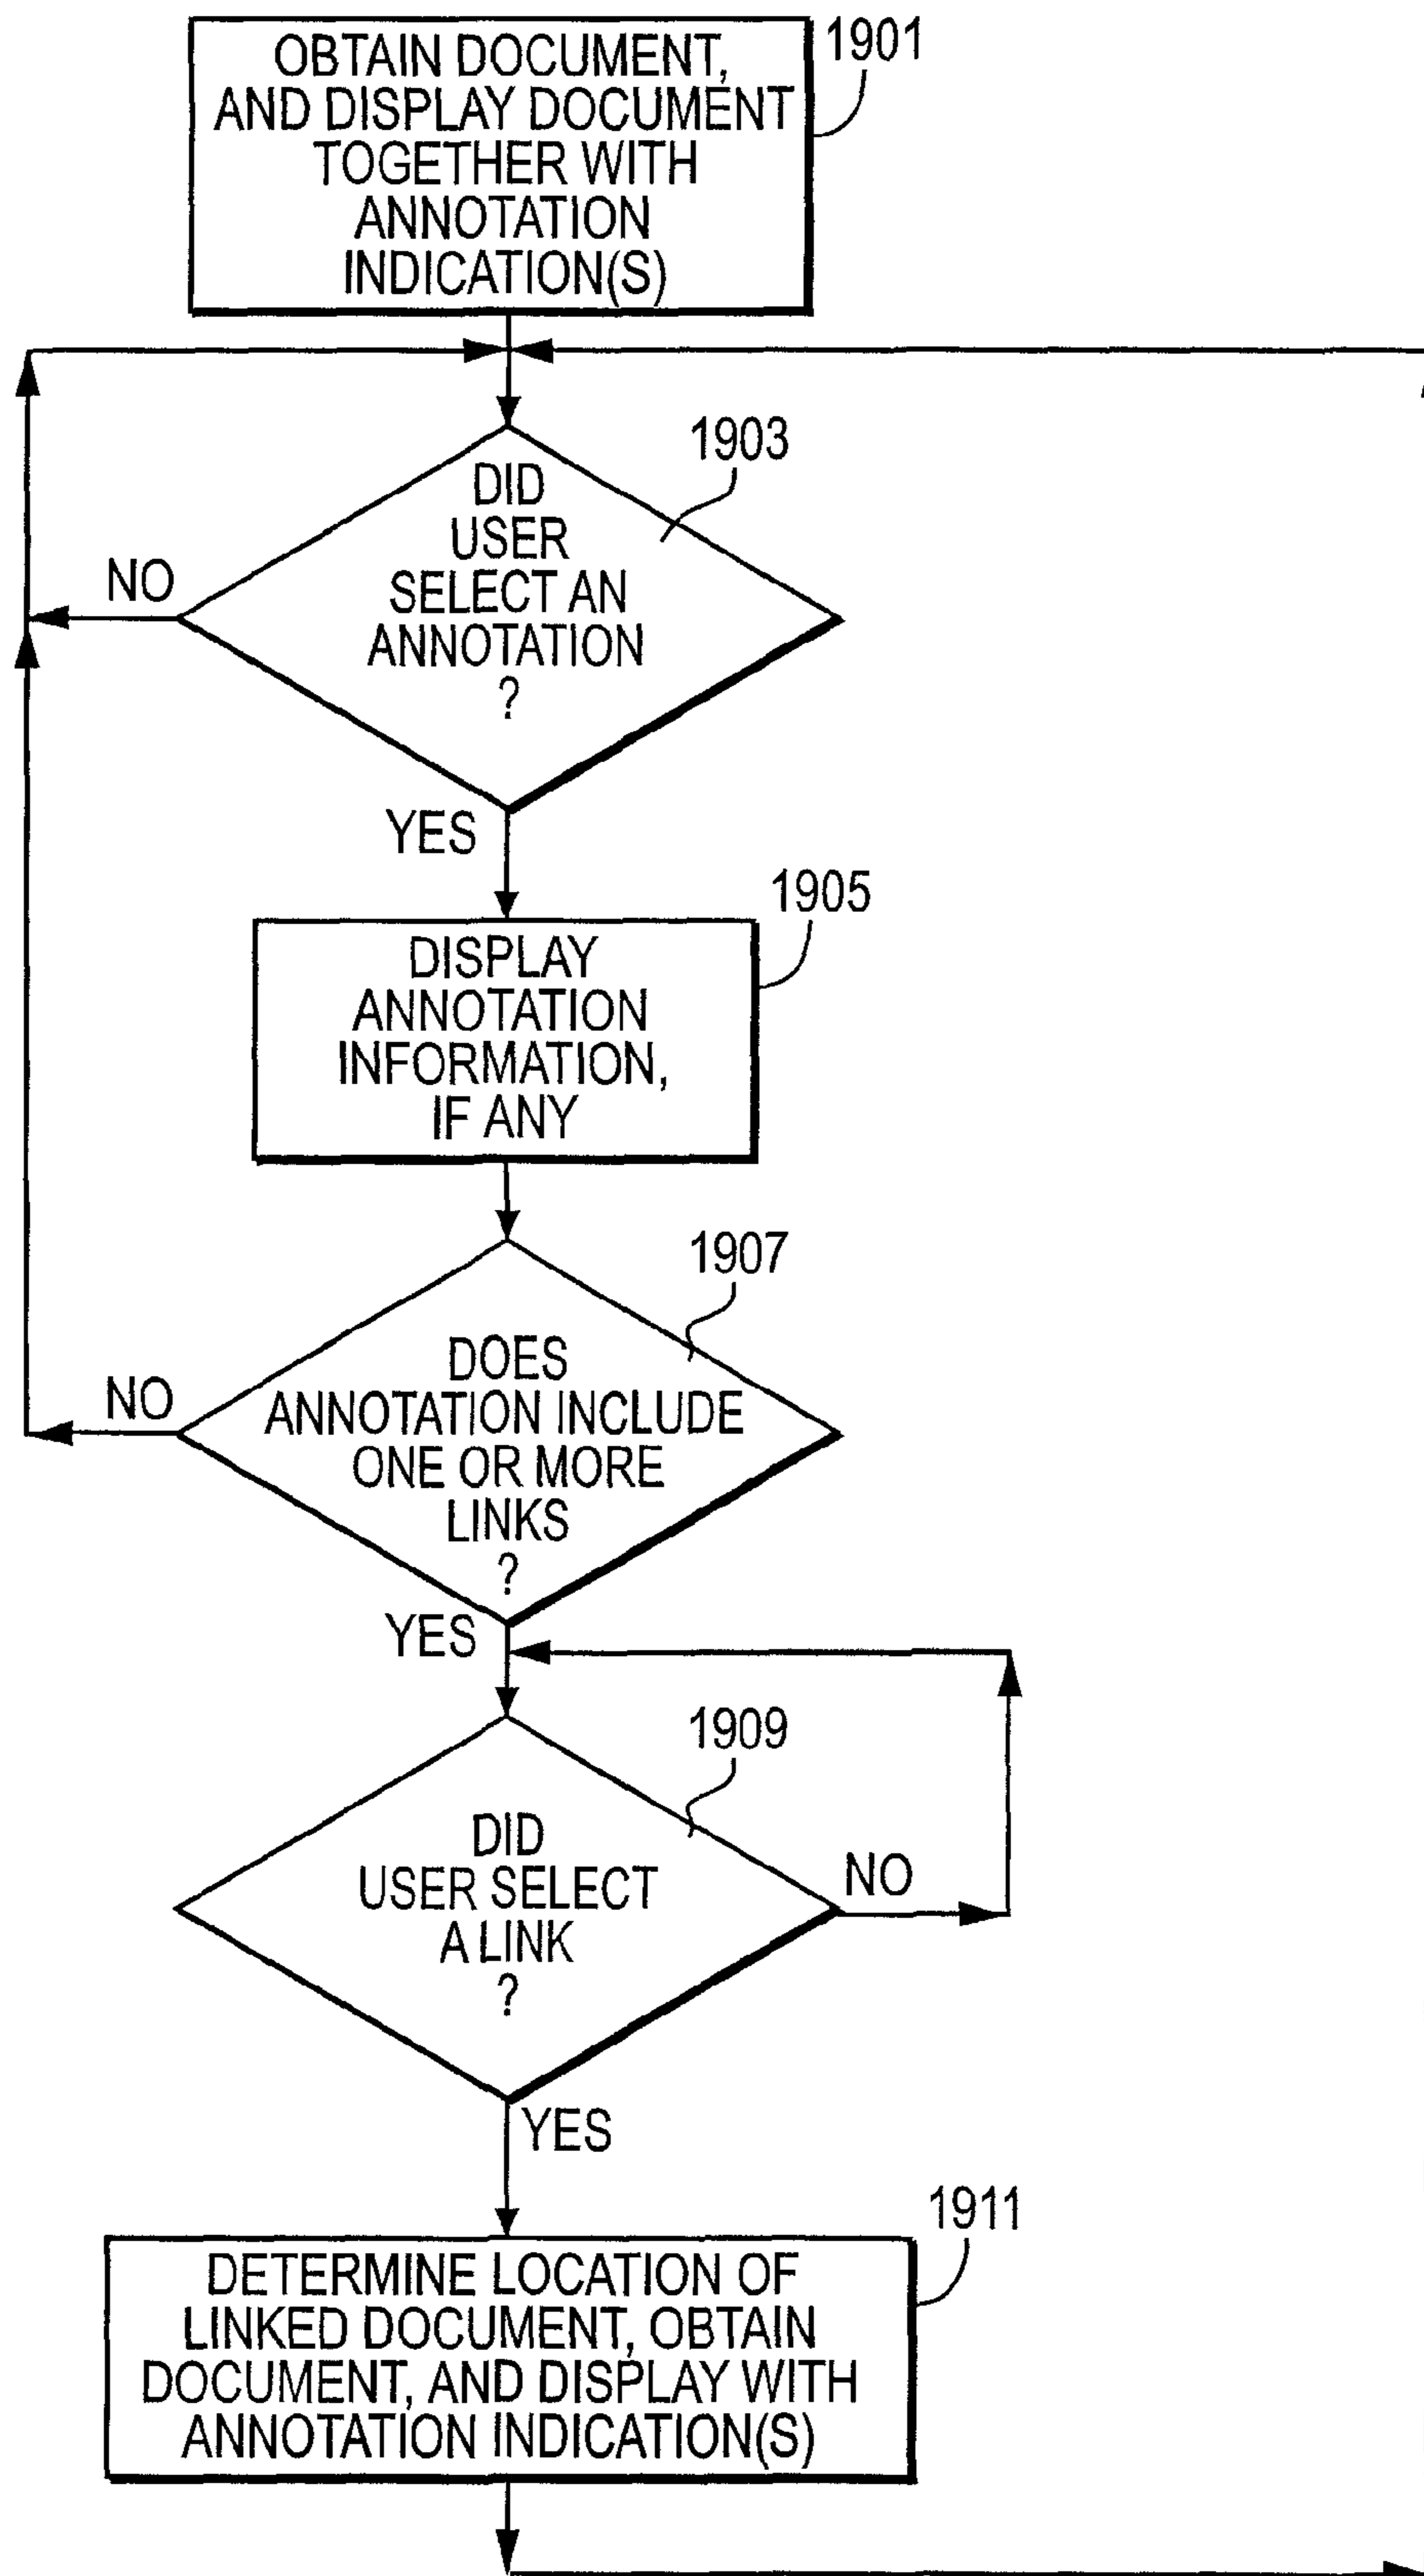 OBTAIN DOCUMENT,
AND DISPLAY DOCUMENT
TOGETHER WITH
ANNOTATION
INDICATION(S)
1901
1903
DID
USER
SELECT AN
ANNOTATION
?
NO
YES
1905
DISPLAY
ANNOTATION
INFORMATION,
IF ANY
1907
DOES
ANNOTATION INCLUDE
ONE OR MORE
LINKS
?
NO
YES
1909
DID
USER SELECT
A LINK
?
NO
YES
1911
DETERMINE LOCATION OF
LINKED DOCUMENT, OBTAIN
DOCUMENT, AND DISPLAY WITH
ANNOTATION INDICATION(S)